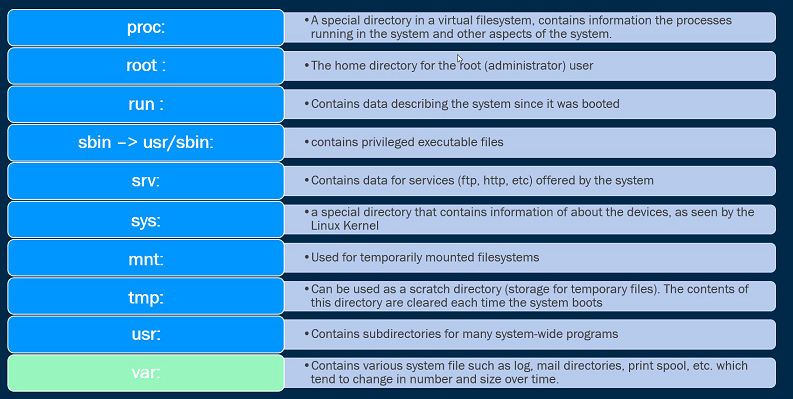 proc:
•A special directory in a virtual filesystem, contains information the processes
running in the system and other aspects of the system.
root :
•The home directory for the root (administrator) user
run :
•Contains data describing the system since it was booted
sbin –> usr/sbin:
•contains privileged executable files
srv:
•Contains data for services (ftp, http, etc) offered by the system
sys:
•a special directory that contains information of about the devices, as seen by the
Linux Kernel
mnt:
•Used for temporarily mounted filesystems
tmp:
•Can be used as a scratch directory (storage for temporary files). The contents of
this directory are cleared each time the system boots
usr:
•Contains subdirectories for many system-wide programs
var:
•Contains various system file such as log, mail directories, print spool, etc. which
tend to change in number and size over time.